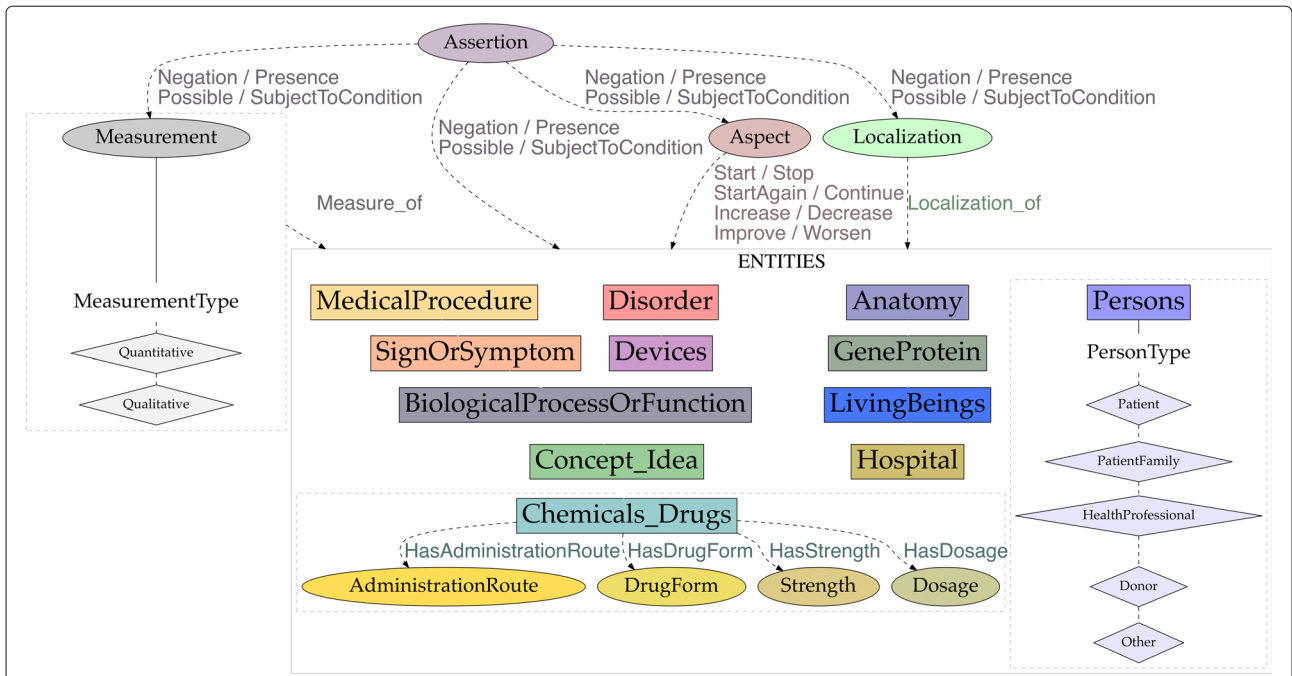 Assertion
Negation / Presence
Possible / SubjectToCondition
Negation / Presence
Possible / SubjectToCondition
Negation / Presence
Possible / SubjectToCondition
Negation / Presence
Possible / SubjectToCondition
Measurement
Aspect
Localization
Start / Stop
StartAgain / Continue
Increase / Decrease
Improve / Worsen
Measure_of
Localization_of
MeasurementType
Quantitative
Qualitative
ENTITIES
MedicalProcedure
Disorder
Anatomy
SignOrSymptom
Devices
GeneProtein
BiologicalProcessOrFunction
LivingBeings
Concept_Idea
Hospital
Chemicals_Drugs
HasAdministrationRoute
HasDrugForm
HasStrength
HasDosage
AdministrationRoute
DrugForm
Strength
Dosage
Persons
PersonType
Patient
PatientFamily
HealthProfessional
Donor
Other